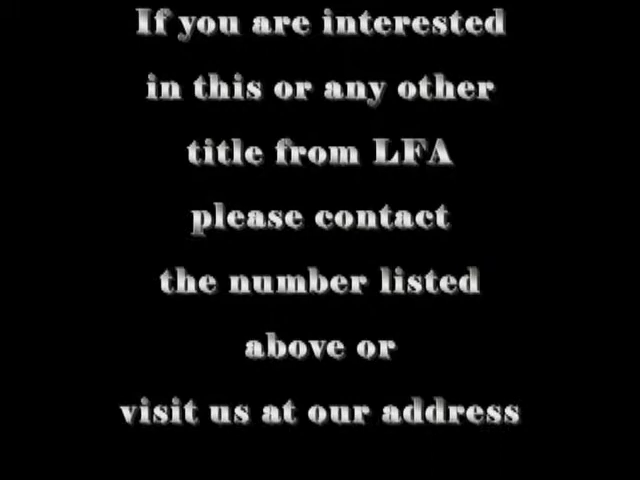 If you are interested
in this or any other
title from LFA
please contact
the number listed
above or
visit us at our address